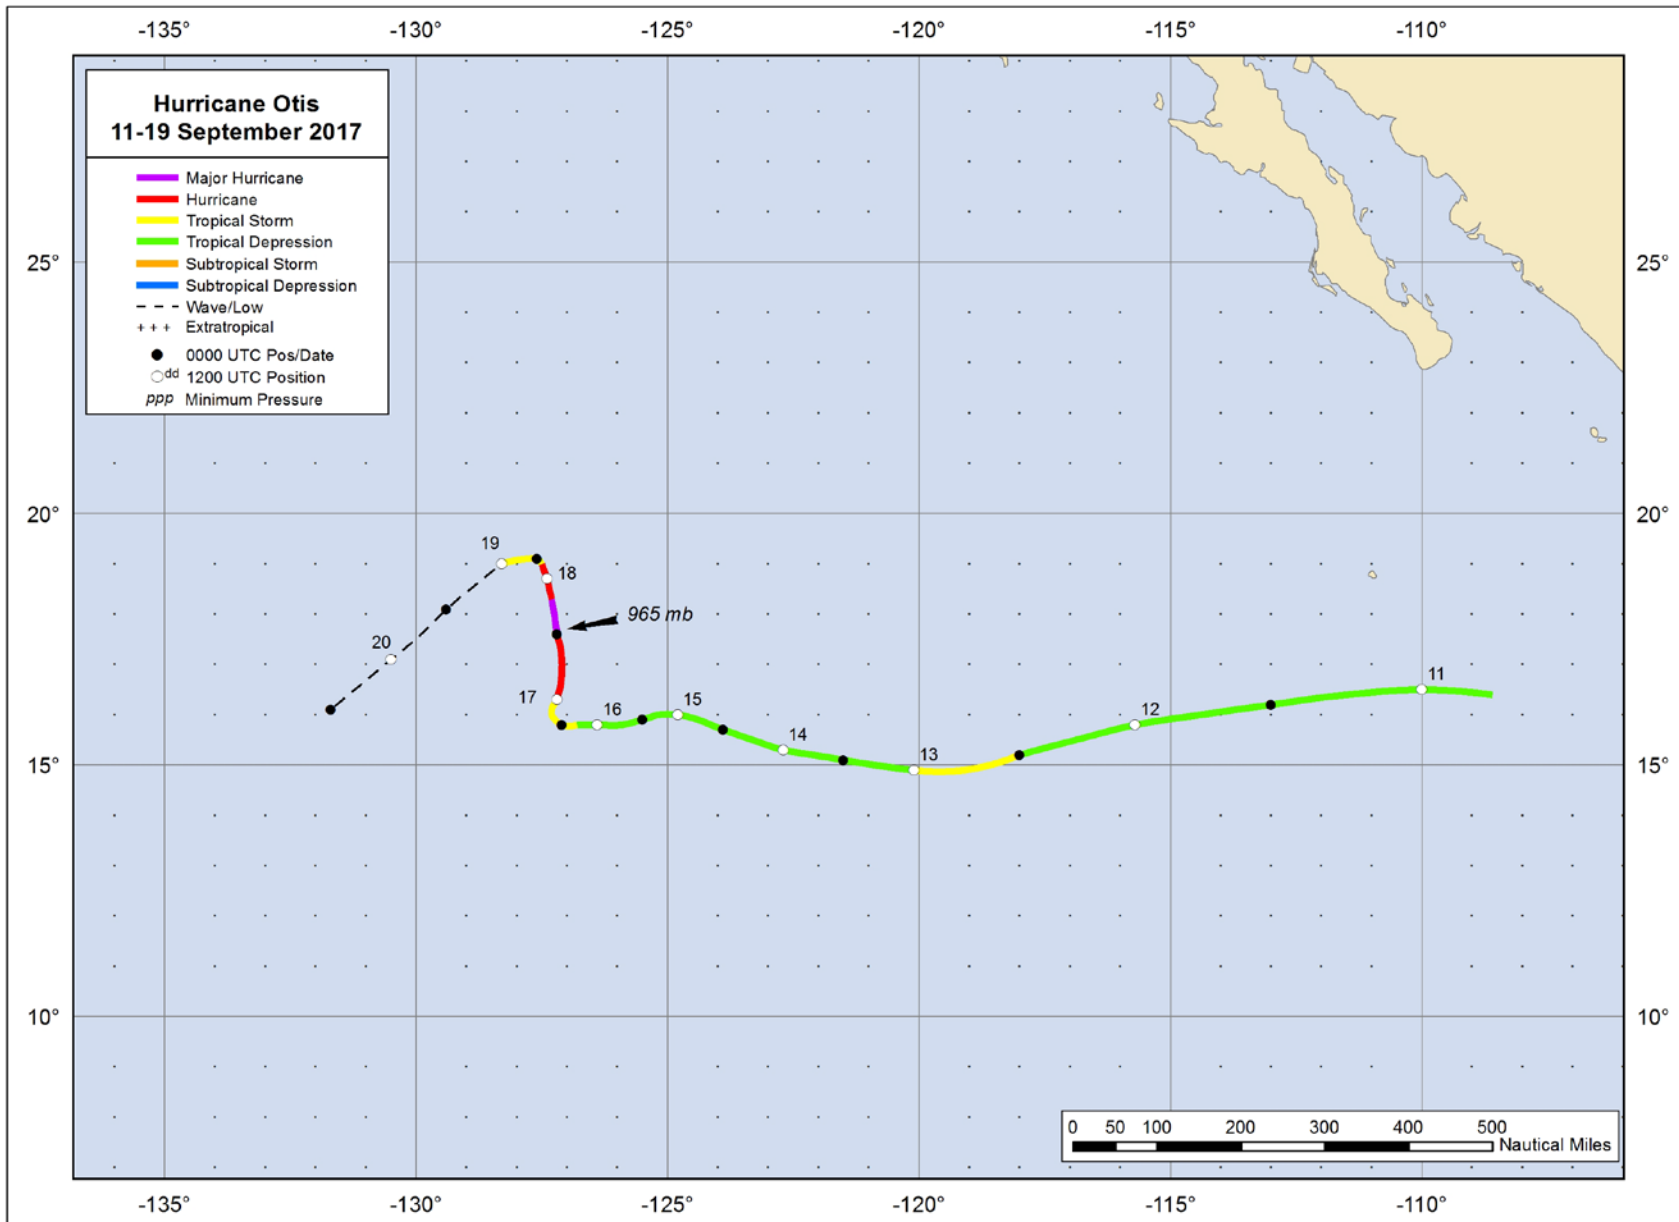 -135° -130° -125° -120° -115° -110°
Hurricane Otis
11-19 September 2017
Major Hurricane
Hurricane
Tropical Storm
Tropical Depression
Subtropical Storm
Subtropical Depression
Wave/Low
+++ Extratropical
0000 UTC Pos/Date
dd 1200 UTC Position
ppp Minimum Pressure
25° 25°
20° 20°
19
18
965 mb
20
17
16
15
14
13
12
11
15° 15°
10° 10°
0 50 100 200 300 400 500
Nautical Miles
-135° -130° -125° -120° -115° -110°